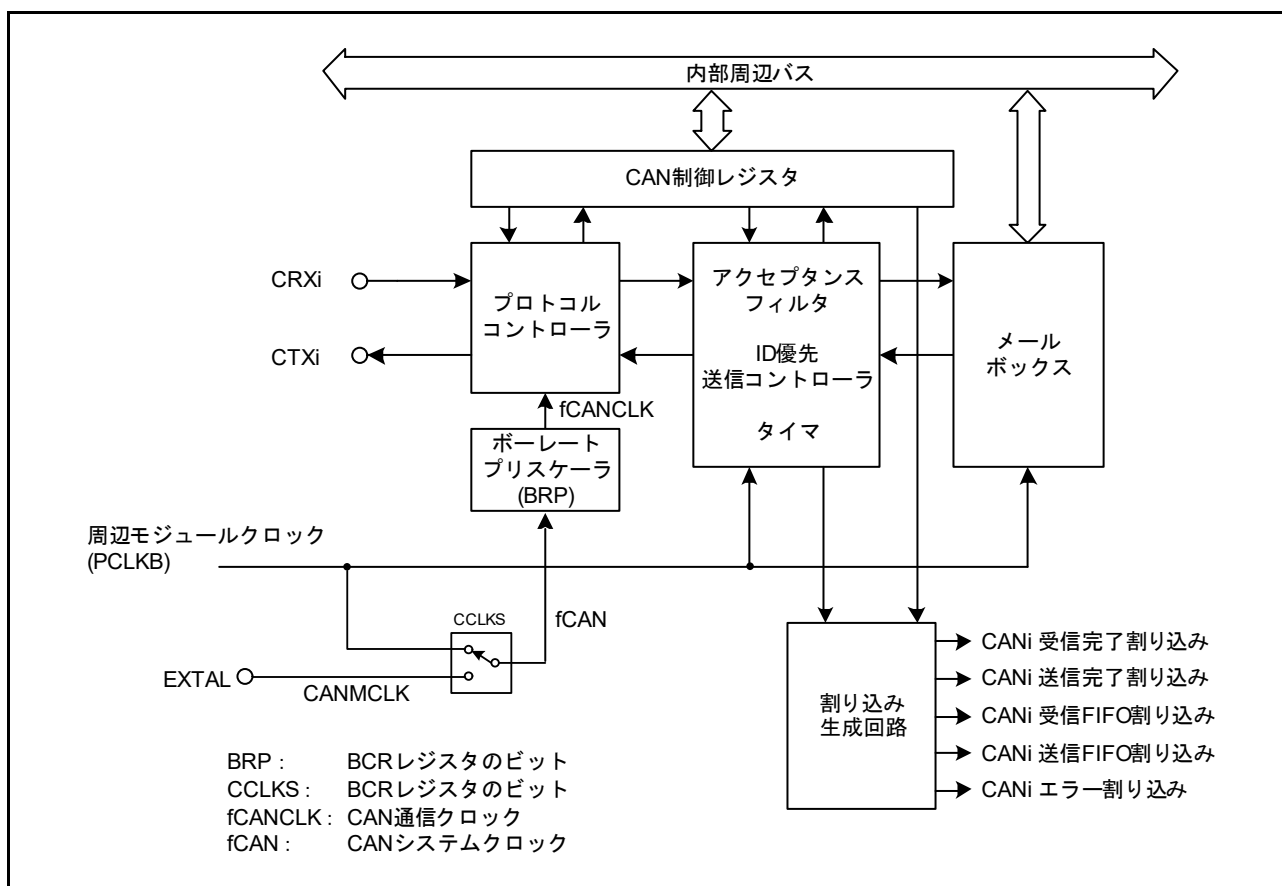 内部周辺バス
CAN制御レジスタ
CRXi
CTXi
プロトコル
コントローラ
アクセプタンス
フィルタ
ID優先
送信コントローラ
タイマ
メール
ボックス
fCANCLK
ボーレート
プリスケーラ
(BRP)
周辺モジュールクロック
(PCLKB)
CCLKS
fCAN
EXTAL
CANMCLK
割り込み
生成回路
CANi 受信完了割り込み
CANi 送信完了割り込み
CANi 受信FIFO割り込み
CANi 送信FIFO割り込み
CANi エラー割り込み
BRP : BCRレジスタのビット
CCLKS : BCRレジスタのビット
fCANCLK : CAN通信クロック
fCAN : CANシステムクロック